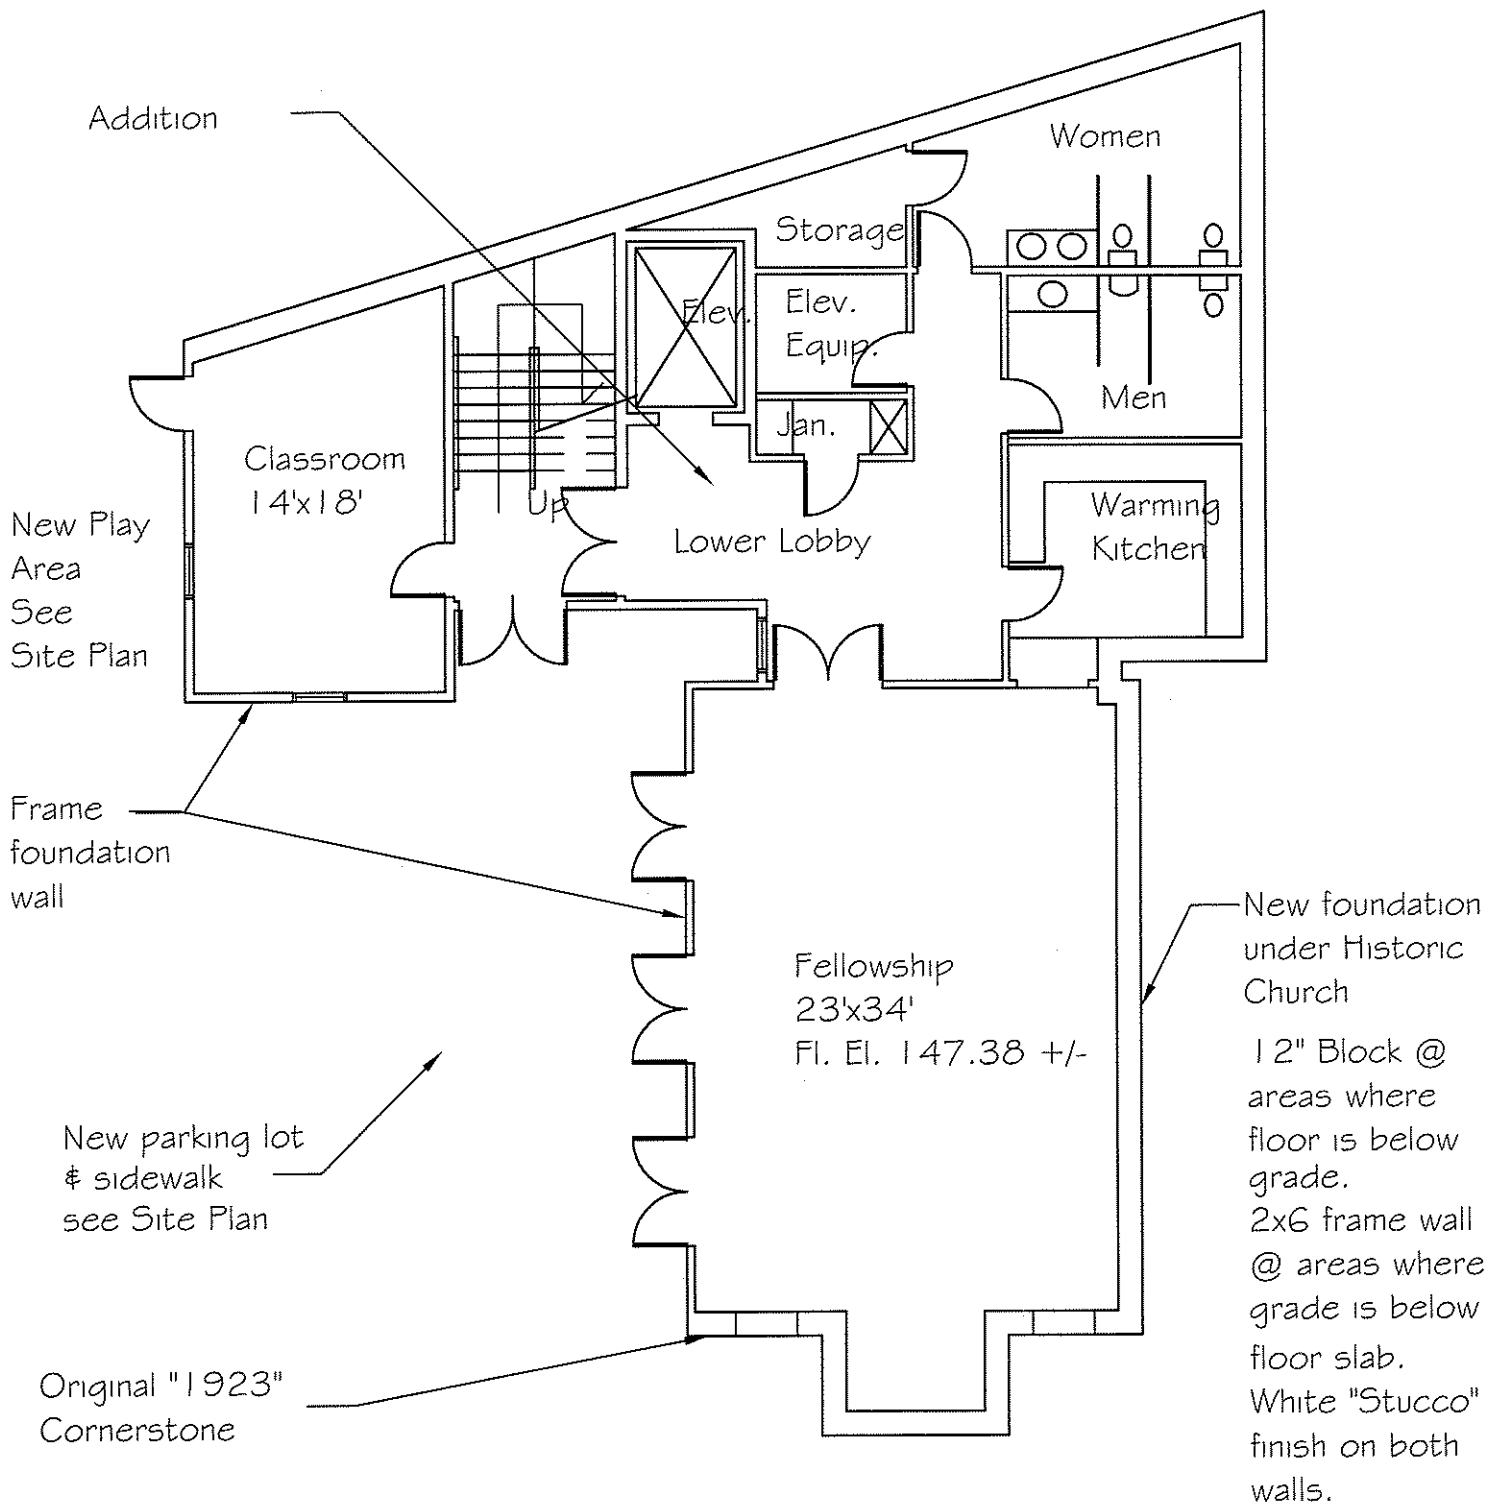 Addition
Women
Storage
Elev.
Elev.
Equip.
Jan.
Men
Classroom
14'x18'
Up
Lower Lobby
Warming
Kitchen
New Play
Area
See
Site Plan
Frame
foundation
wall
Fellowship
23'x34'
Fl. El. 147.38 +/-
New foundation
under Historic
Church
12" Block @
areas where
floor is below
grade.
2x6 frame wall
@ areas where
grade is below
floor slab.
White "Stucco"
finish on both
walls.
New parking lot
& sidewalk
see Site Plan
Original "1923"
Cornerstone